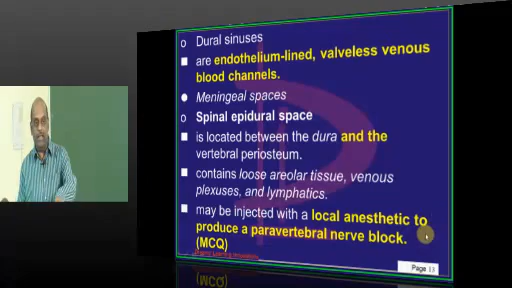 Dural sinuses
are endothelium-lined, valveless venous
blood channels.
Meningeal spaces
Spinal epidural space
is located between the dura and the
vertebral periosteum.
contains loose areolar tissue, venous
plexuses, and lymphatics.
may be injected with a local anesthetic to
produce a paravertebral nerve block.
(MCQ)
Page 13